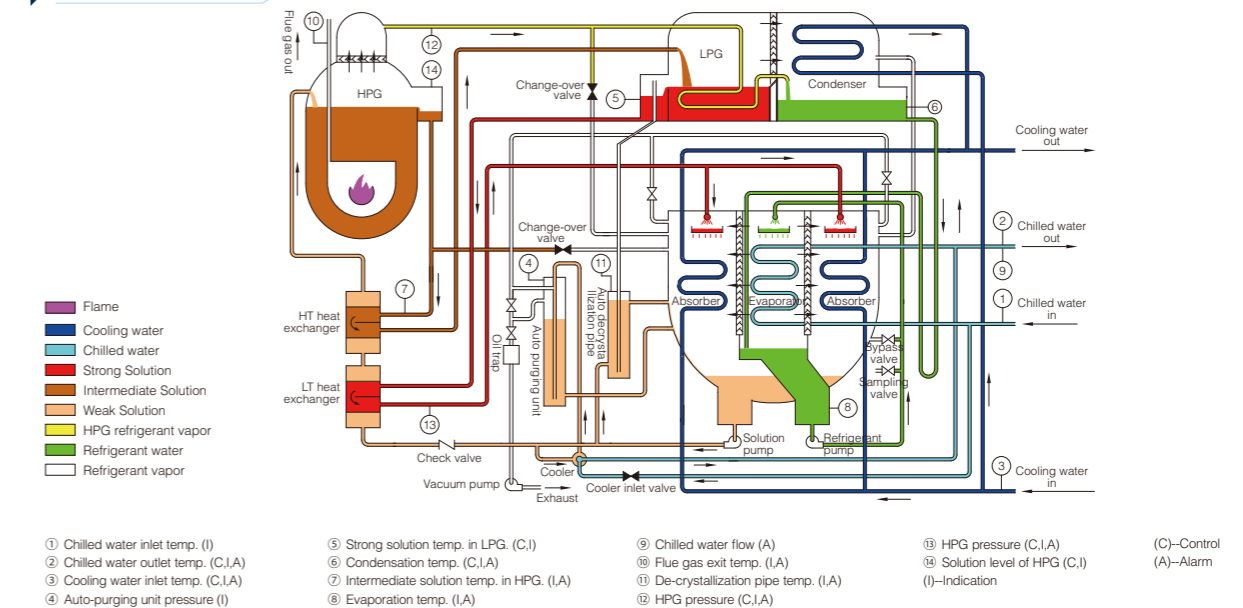 Flue gas out
10
12
14
HPG
LPG
Condenser
Change-over
valve
5
6
Cooling water
out
2
Chilled water
out
9
Change-over
valve
4
11
Absorber
Evaporator
Absorber
1
Chilled water
in
7
Auto decrysta
llization pipe
Auto purging unit
Oil trap
Bypass
valve
Sampling
valve
HT heat
exchanger
LT heat
exchanger
8
13
Solution
pump
Refrigerant
pump
Check valve
Cooler
Vacuum pump
Exhaust
Cooler inlet valve
3
Cooling water
in
Flame
Cooling water
Chilled water
Strong Solution
Intermediate Solution
Weak Solution
HPG refrigerant vapor
Refrigerant water
Refrigerant vapor
① Chilled water inlet temp. (I)
② Chilled water outlet temp. (C,I,A)
③ Cooling water inlet temp. (C,I,A)
④ Auto-purging unit pressure (I)
⑤ Strong solution temp. in LPG. (C,I)
⑥ Condensation temp. (C,I,A)
⑦ Intermediate solution temp. in HPG. (I,A)
⑧ Evaporation temp. (I,A)
⑨ Chilled water flow (A)
⑩ Flue gas exit temp. (I,A)
⑪ De-crystallization pipe temp. (I,A)
⑫ HPG pressure (C,I,A)
⑬ HPG pressure (C,I,A)
⑭ Solution level of HPG (C,I)
(I)--Indication
(C)--Control
(A)--Alarm